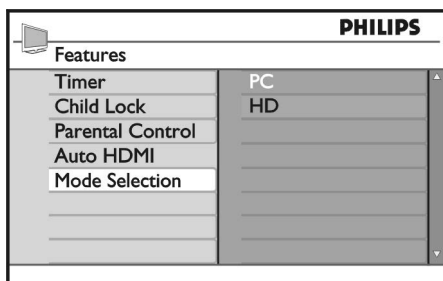 PHILIPS
Features
Timer
PC
Child Lock
HD
Parental Control
Auto HDMI
Mode Selection